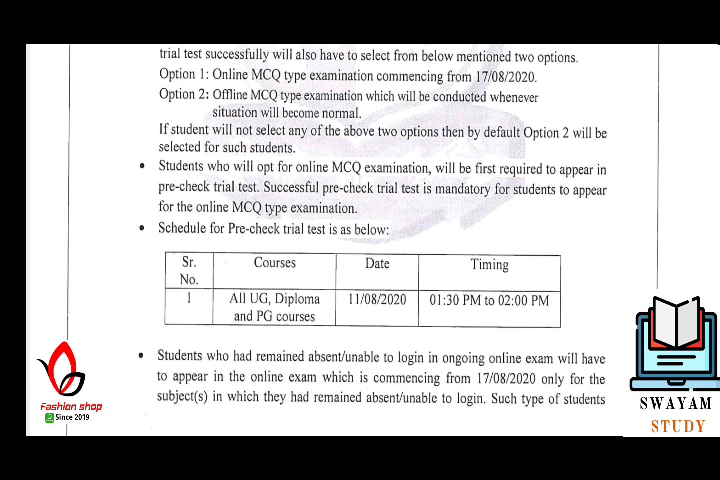 trial test successfully will also have to select from below mentioned two options.
Option 1: Online MCQ type examination commencing from 17/08/2020.
Option 2: Offline MCQ type examination which will be conducted whenever
situation will become normal.
If student will not select any of the above two options then by default Option 2 will be
selected for such students.
• Students who will opt for online MCQ examination, will be first required to appear in
pre-check trial test. Successful pre-check trial test is mandatory for students to appear
for the online MCQ type examination.
• Schedule for Pre-check trial test is as below:
Sr. No. Courses Date Timing
1 All UG, Diploma and PG courses 11/08/2020 01:30 PM to 02:00 PM
• Students who had remained absent/unable to login in ongoing online exam will have
to appear in the online exam which is commencing from 17/08/2020 only for the
subject(s) in which they had remained absent/unable to login. Such type of students
Fashion shop
Since 2019
SWAYAM
STUDY